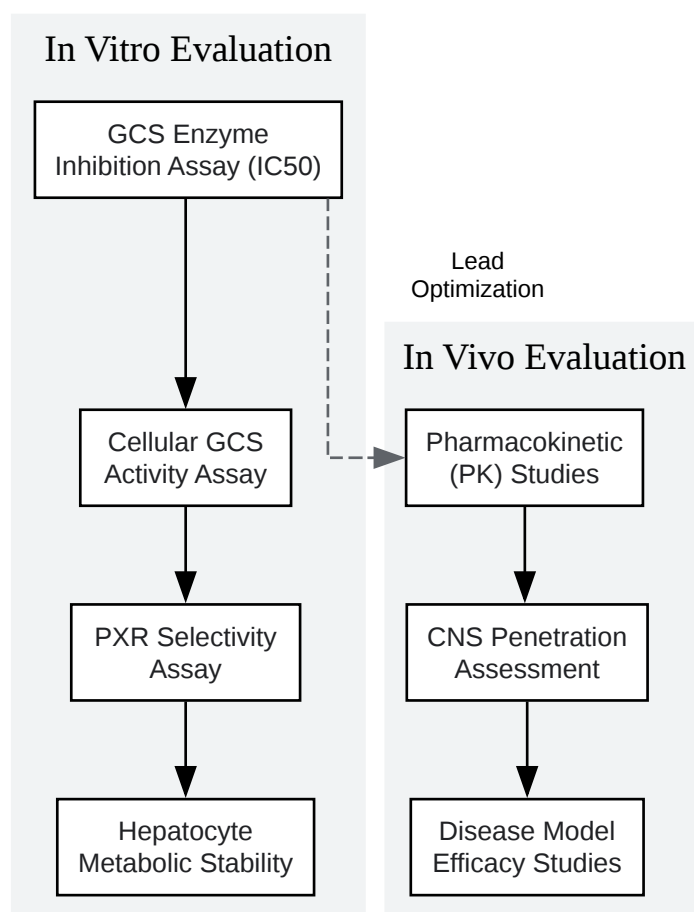 In Vitro Evaluation
GCS Enzyme
Inhibition Assay (IC50)
Cellular GCS
Activity Assay
PXR Selectivity
Assay
Hepatocyte
Metabolic Stability
Lead
Optimization
In Vivo Evaluation
Pharmacokinetic
(PK) Studies
CNS Penetration
Assessment
Disease Model
Efficacy Studies